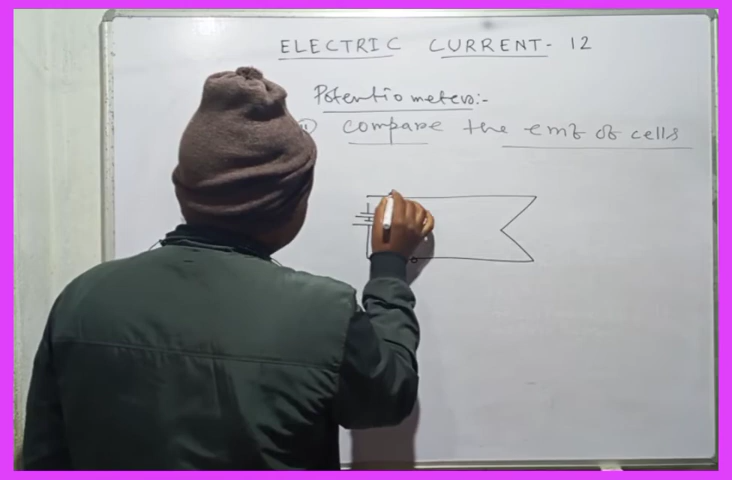 ELECTRIC CURRENT- 12
Potentiometers:-
compare the emf of cells